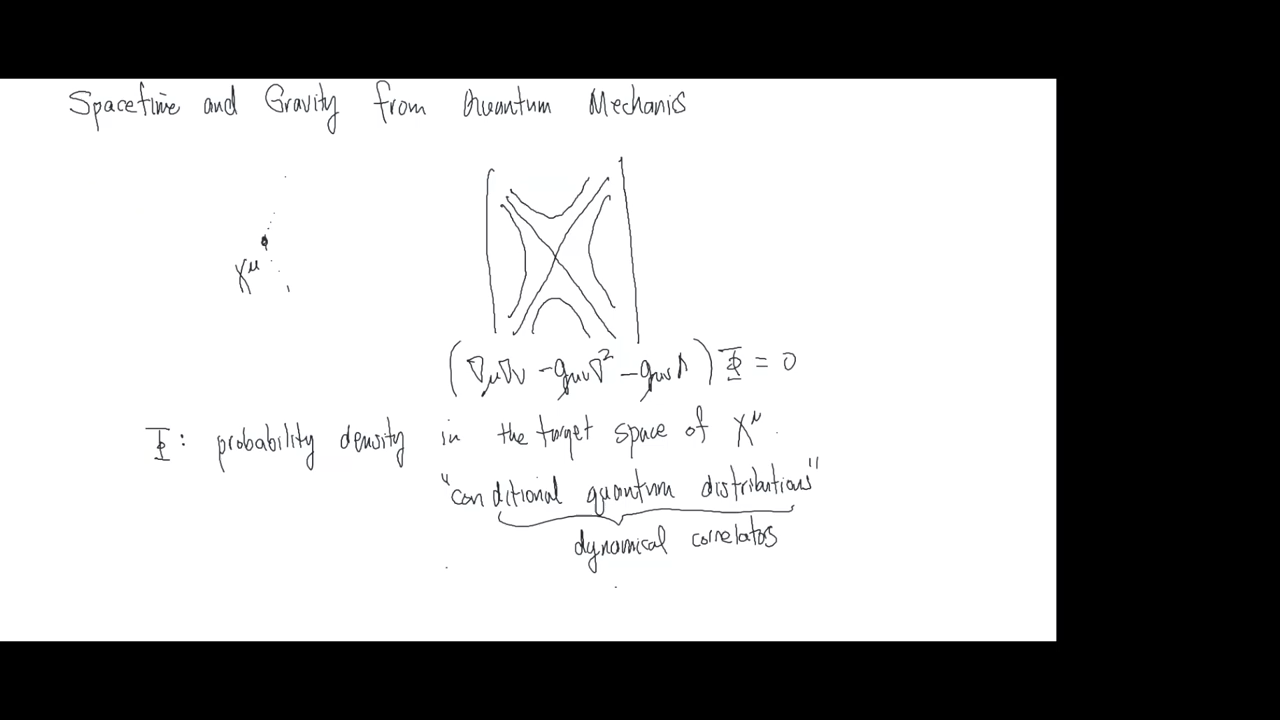 Spacetime and Gravity from Quantum Mechanics
X^μ
(∇_μ∇_ν − g_μν∇² − g_μνΛ) Φ = 0
Φ: probability density in the target space of X^μ.
"conditional quantum distributions"
dynamical correlators